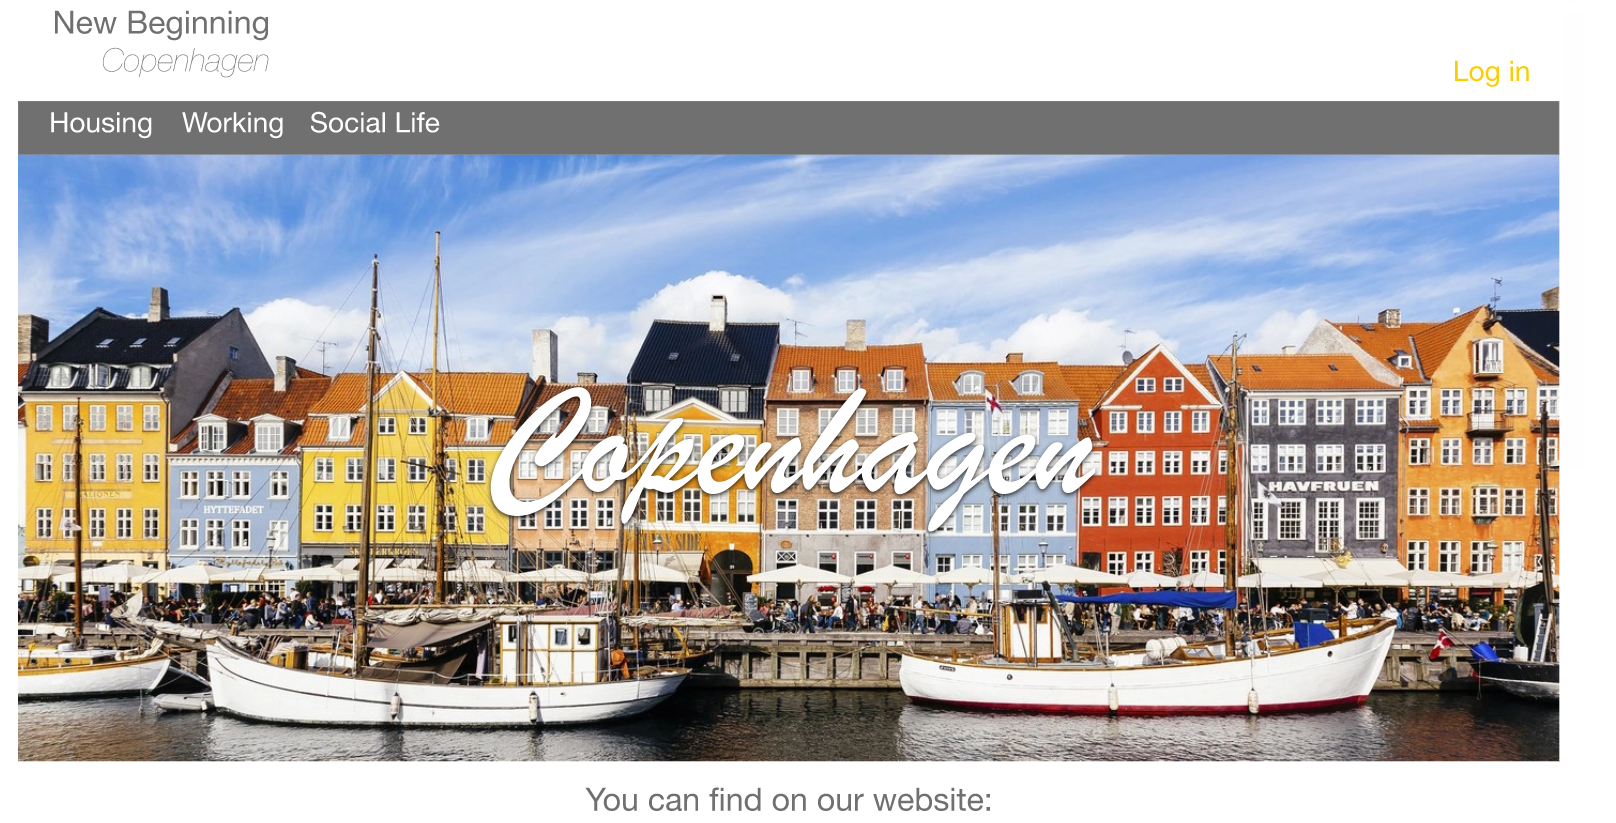 New Beginning
Copenhagen
Log in
Housing Working Social Life
Copenhagen
HAVFRUEN
HYTTEFADET
You can find on our website: